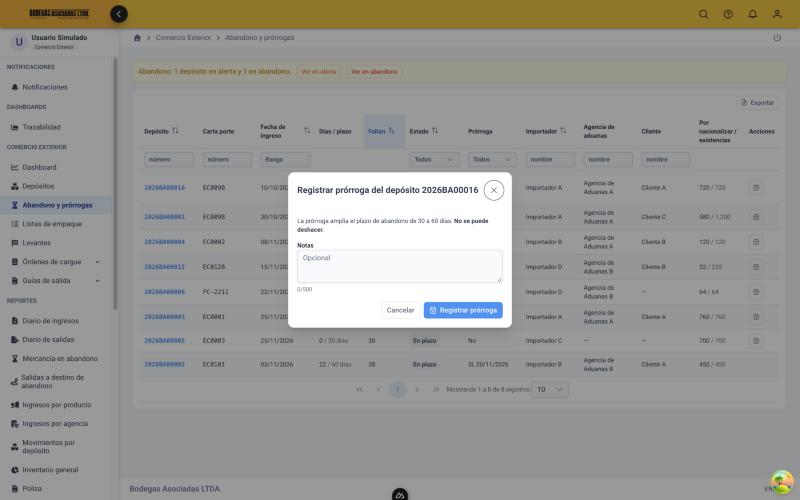 BODEGAS ASOCIADAS LTDA.
U
Usuario Simulado
Comercio Exterior
Comercio Exterior
Abandono y prórrogas
NOTIFICACIONES
Notificaciones
DASHBOARDS
Trazabilidad
COMERCIO EXTERIOR
Dashboard
Depósitos
Abandono y prórrogas
Listas de empaque
Levantes
Órdenes de cargue
Guías de salida
REPORTES
Diario de ingresos
Diario de salidas
Mercancía en abandono
Salidas a destino de
abandono
Ingresos por producto
Ingresos por agencia
Movimientos por
depósito
Inventario general
Póliza
Abandono: 1 depósito en alerta y 1 en abandono.
Ver en alerta
Ver en abandono
Exportar
Depósito
Carta porte
Fecha de
ingreso
Días / plazo
Faltan
Estado
Prórroga
Importador
Agencia de
aduanas
Cliente
Por
nacionalizar /
existencias
Acciones
número
número
Rango
Todos
Todos
nombre
nombre
nombre
2026BA00016
EC0090
10/10/20
Importador A
Agencia de
Aduanas A
Cliente A
720 / 720
2026BA00001
EC0098
30/10/20
Importador A
Agencia de
Aduanas A
Cliente C
580 / 1.200
2026BA00004
EC0002
08/11/20
Importador B
Agencia de
Aduanas A
Cliente B
120 / 120
2026BA00015
EC0128
15/11/20
Importador D
Agencia de
Aduanas B
Cliente B
32 / 225
2026BA00006
FC-2211
22/11/20
Importador D
Agencia de
Aduanas B
—
64 / 64
2026BA00003
EC0001
25/11/20
Importador A
Agencia de
Aduanas A
Cliente A
760 / 760
2026BA00005
EC0003
25/11/2026
0 / 30 días
30
En plazo
No
Importador C
—
—
700 / 700
2026BA00002
EC0101
03/11/2026
22 / 60 días
38
En plazo
Sí, 20/11/2026
Importador B
Agencia de
Aduanas B
Cliente A
450 / 450
1
Mostrando 1 a 8 de 8 registros
10
Registrar prórroga del depósito 2026BA00016
La prórroga amplía el plazo de abandono de 30 a 60 días. No se puede
deshacer.
Notas
Opcional
0/500
Cancelar
Registrar prórroga
Bodegas Asociadas LTDA.